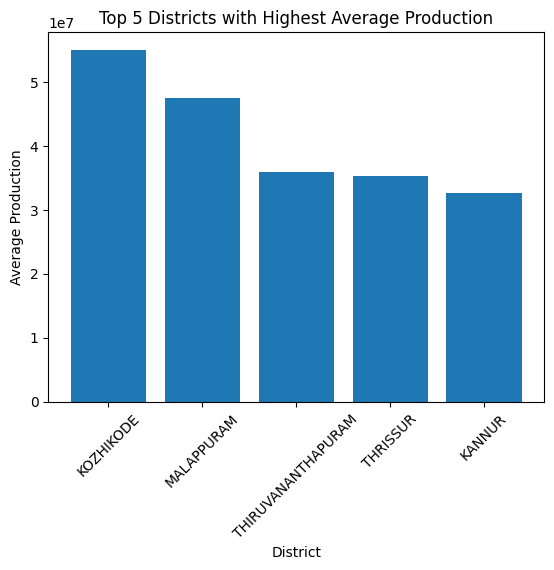 Top 5 Districts with Highest Average Production
1e7
5
4
3
2
1
0
Average Production
KOZHIKODE
MALAPPURAM
THIRUVANANTHAPURAM
THRISSUR
KANNUR
District